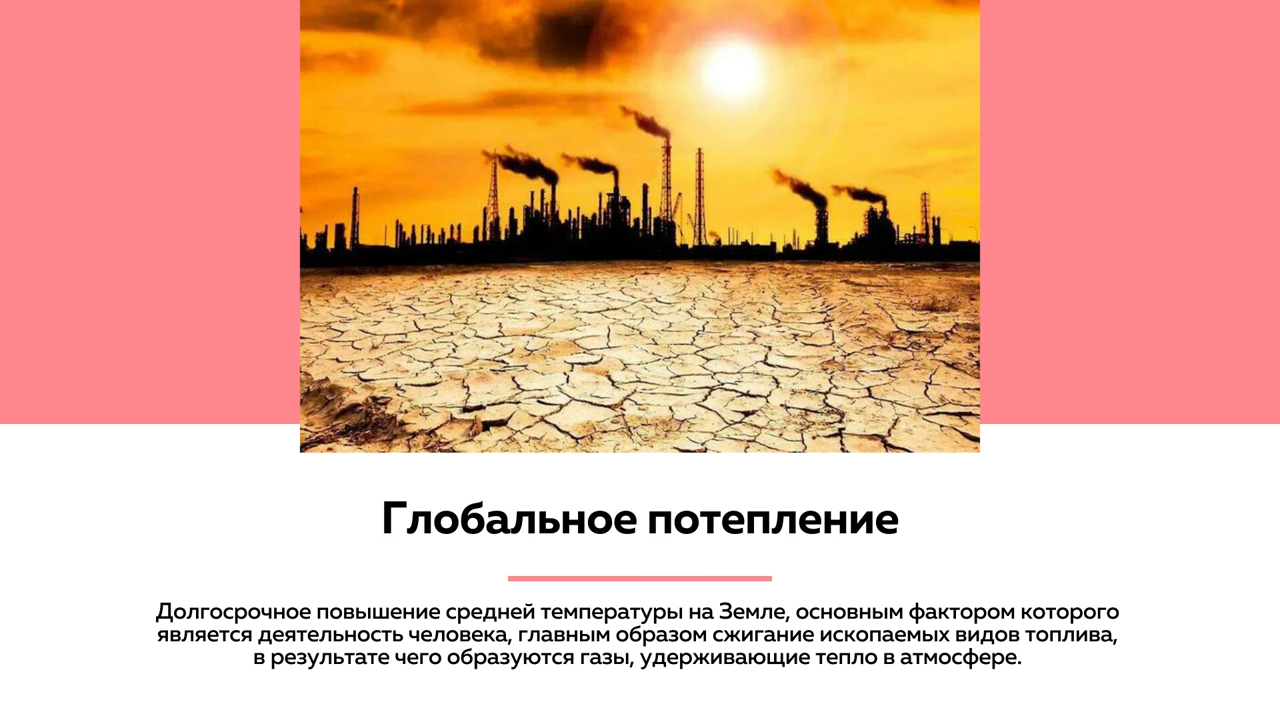 Глобальное потепление
Долгосрочное повышение средней температуры на Земле, основным фактором которого
является деятельность человека, главным образом сжигание ископаемых видов топлива,
в результате чего образуются газы, удерживающие тепло в атмосфере.